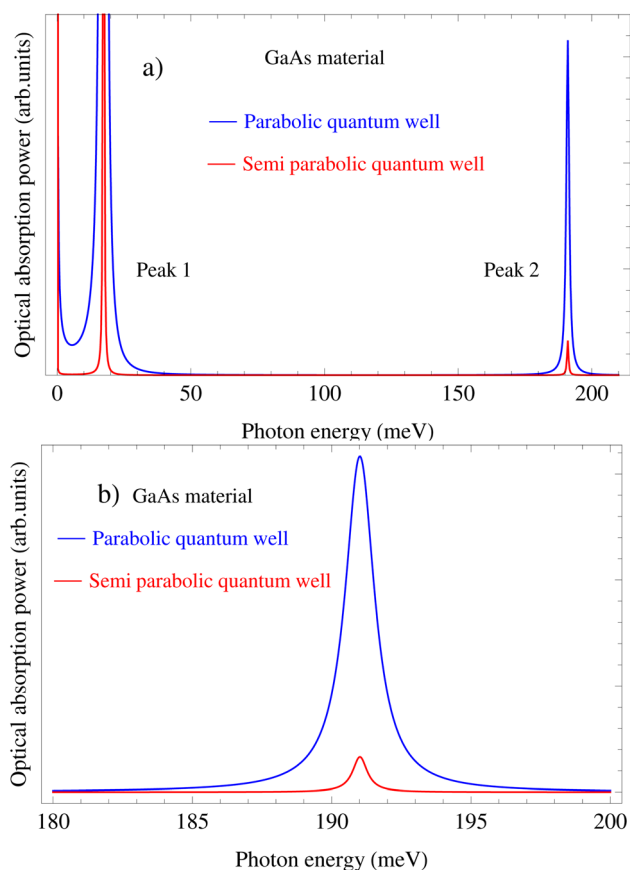 Optical absorption power (arb.units)
a)
GaAs material
Parabolic quantum well
Semi parabolic quantum well
Peak 1
Peak 2
0
50
100
150
200
Photon energy (meV)
Optical absorption power (arb.units)
b) GaAs material
Parabolic quantum well
Semi parabolic quantum well
180
185
190
195
200
Photon energy (meV)